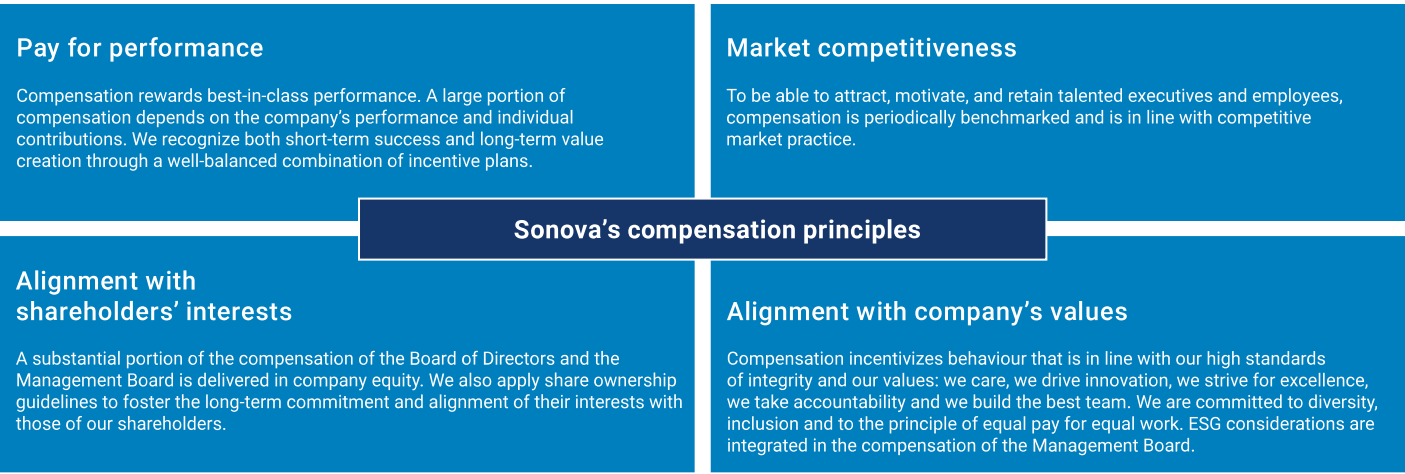 Pay for performance
Compensation rewards best-in-class performance. A large portion of
compensation depends on the company’s performance and individual
contributions. We recognize both short-term success and long-term value
creation through a well-balanced combination of incentive plans.
Market competitiveness
To be able to attract, motivate, and retain talented executives and employees,
compensation is periodically benchmarked and is in line with competitive
market practice.
Sonova’s compensation principles
Alignment with
shareholders’ interests
A substantial portion of the compensation of the Board of Directors and the
Management Board is delivered in company equity. We also apply share ownership
guidelines to foster the long-term commitment and alignment of their interests with
those of our shareholders.
Alignment with company’s values
Compensation incentivizes behaviour that is in line with our high standards
of integrity and our values: we care, we drive innovation, we strive for excellence,
we take accountability and we build the best team. We are committed to diversity,
inclusion and to the principle of equal pay for equal work. ESG considerations are
integrated in the compensation of the Management Board.